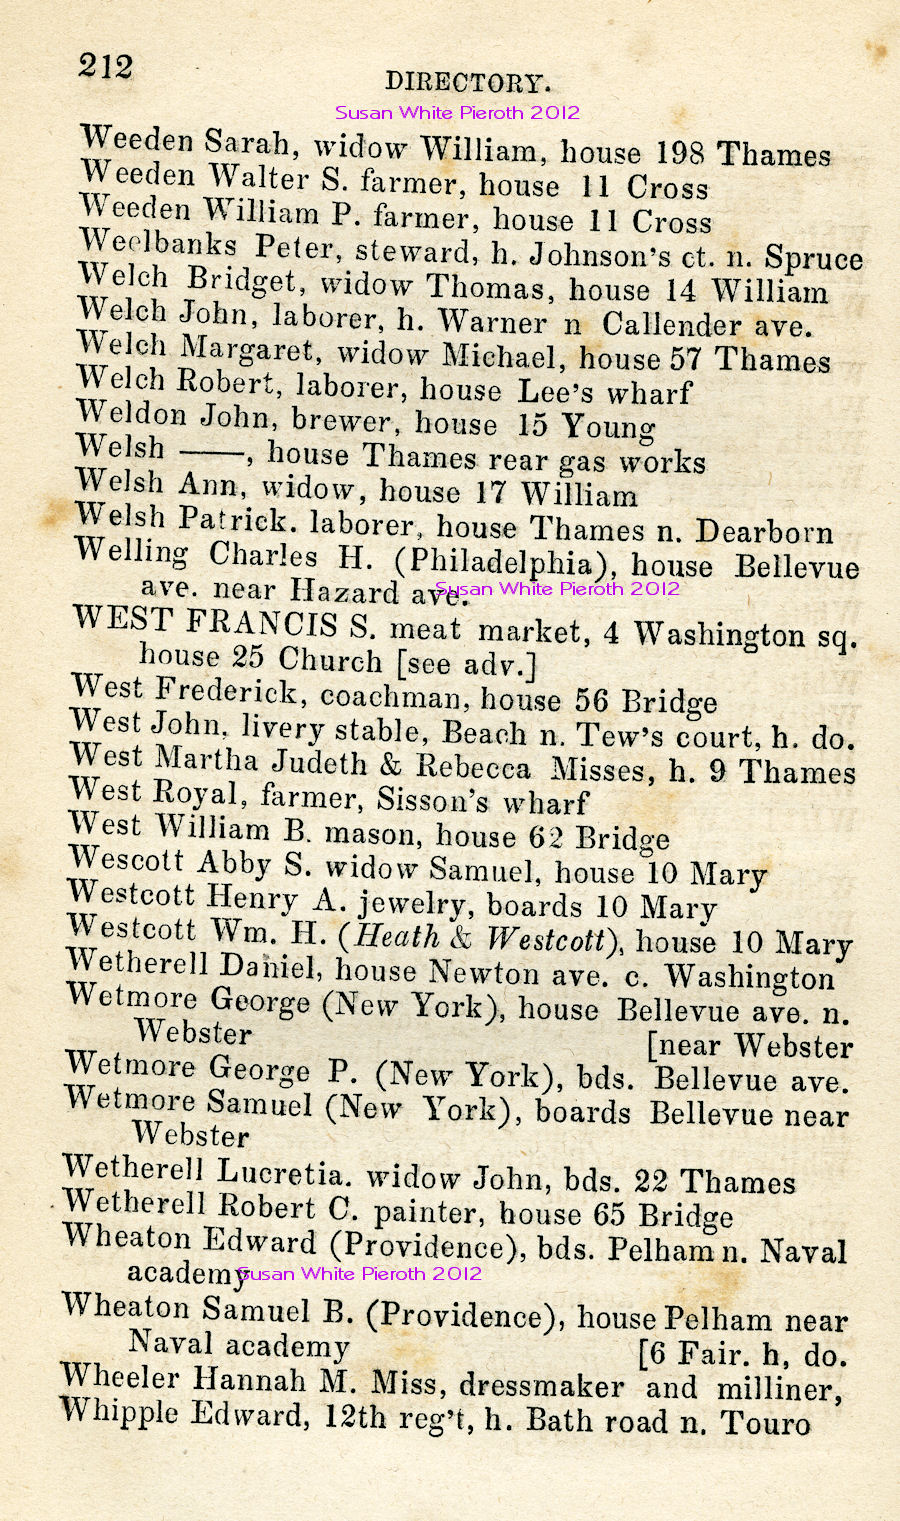 212
DIRECTORY.
Susan White Pieroth 2012
Weeden Sarah, widow William, house 198 Thames
Weeden Walter S. farmer, house 11 Cross
Weeden William P. farmer, house 11 Cross
Weelbanks Peter, steward, h. Johnson's ct. n. Spruce
Welch Bridget, widow Thomas, house 14 William
Welch John, laborer, h. Warner n Callender ave.
Welch Margaret, widow Michael, house 57 Thames
Welch Robert, laborer, house Lee's wharf
Weldon John, brewer, house 15 Young
Welsh ——, house Thames rear gas works
Welsh Ann, widow, house 17 William
Welsh Patrick. laborer, house Thames n. Dearborn
Welling Charles H. (Philadelphia), house Bellevue
ave. near Hazard ave.
Susan White Pieroth 2012
WEST FRANCIS S. meat market, 4 Washington sq.
house 25 Church [see adv.]
West Frederick, coachman, house 56 Bridge
West John, livery stable, Beach n. Tew's court, h. do.
West Martha Judeth & Rebecca Misses, h. 9 Thames
West Royal, farmer, Sisson's wharf
West William B. mason, house 62 Bridge
Wescott Abby S. widow Samuel, house 10 Mary
Westcott Henry A. jewelry, boards 10 Mary
Westcott Wm. H. (Heath & Westcott), house 10 Mary
Wetherell Daniel, house Newton ave. c. Washington
Wetmore George (New York), house Bellevue ave. n.
Webster [near Webster
Wetmore George P. (New York), bds. Bellevue ave.
Wetmore Samuel (New York), boards Bellevue near
Webster
Wetherell Lucretia. widow John, bds. 22 Thames
Wetherell Robert C. painter, house 65 Bridge
Wheaton Edward (Providence), bds. Pelham n. Naval
academy
Susan White Pieroth 2012
Wheaton Samuel B. (Providence), house Pelham near
Naval academy [6 Fair. h, do.
Wheeler Hannah M. Miss, dressmaker and milliner,
Whipple Edward, 12th reg't, h. Bath road n. Touro